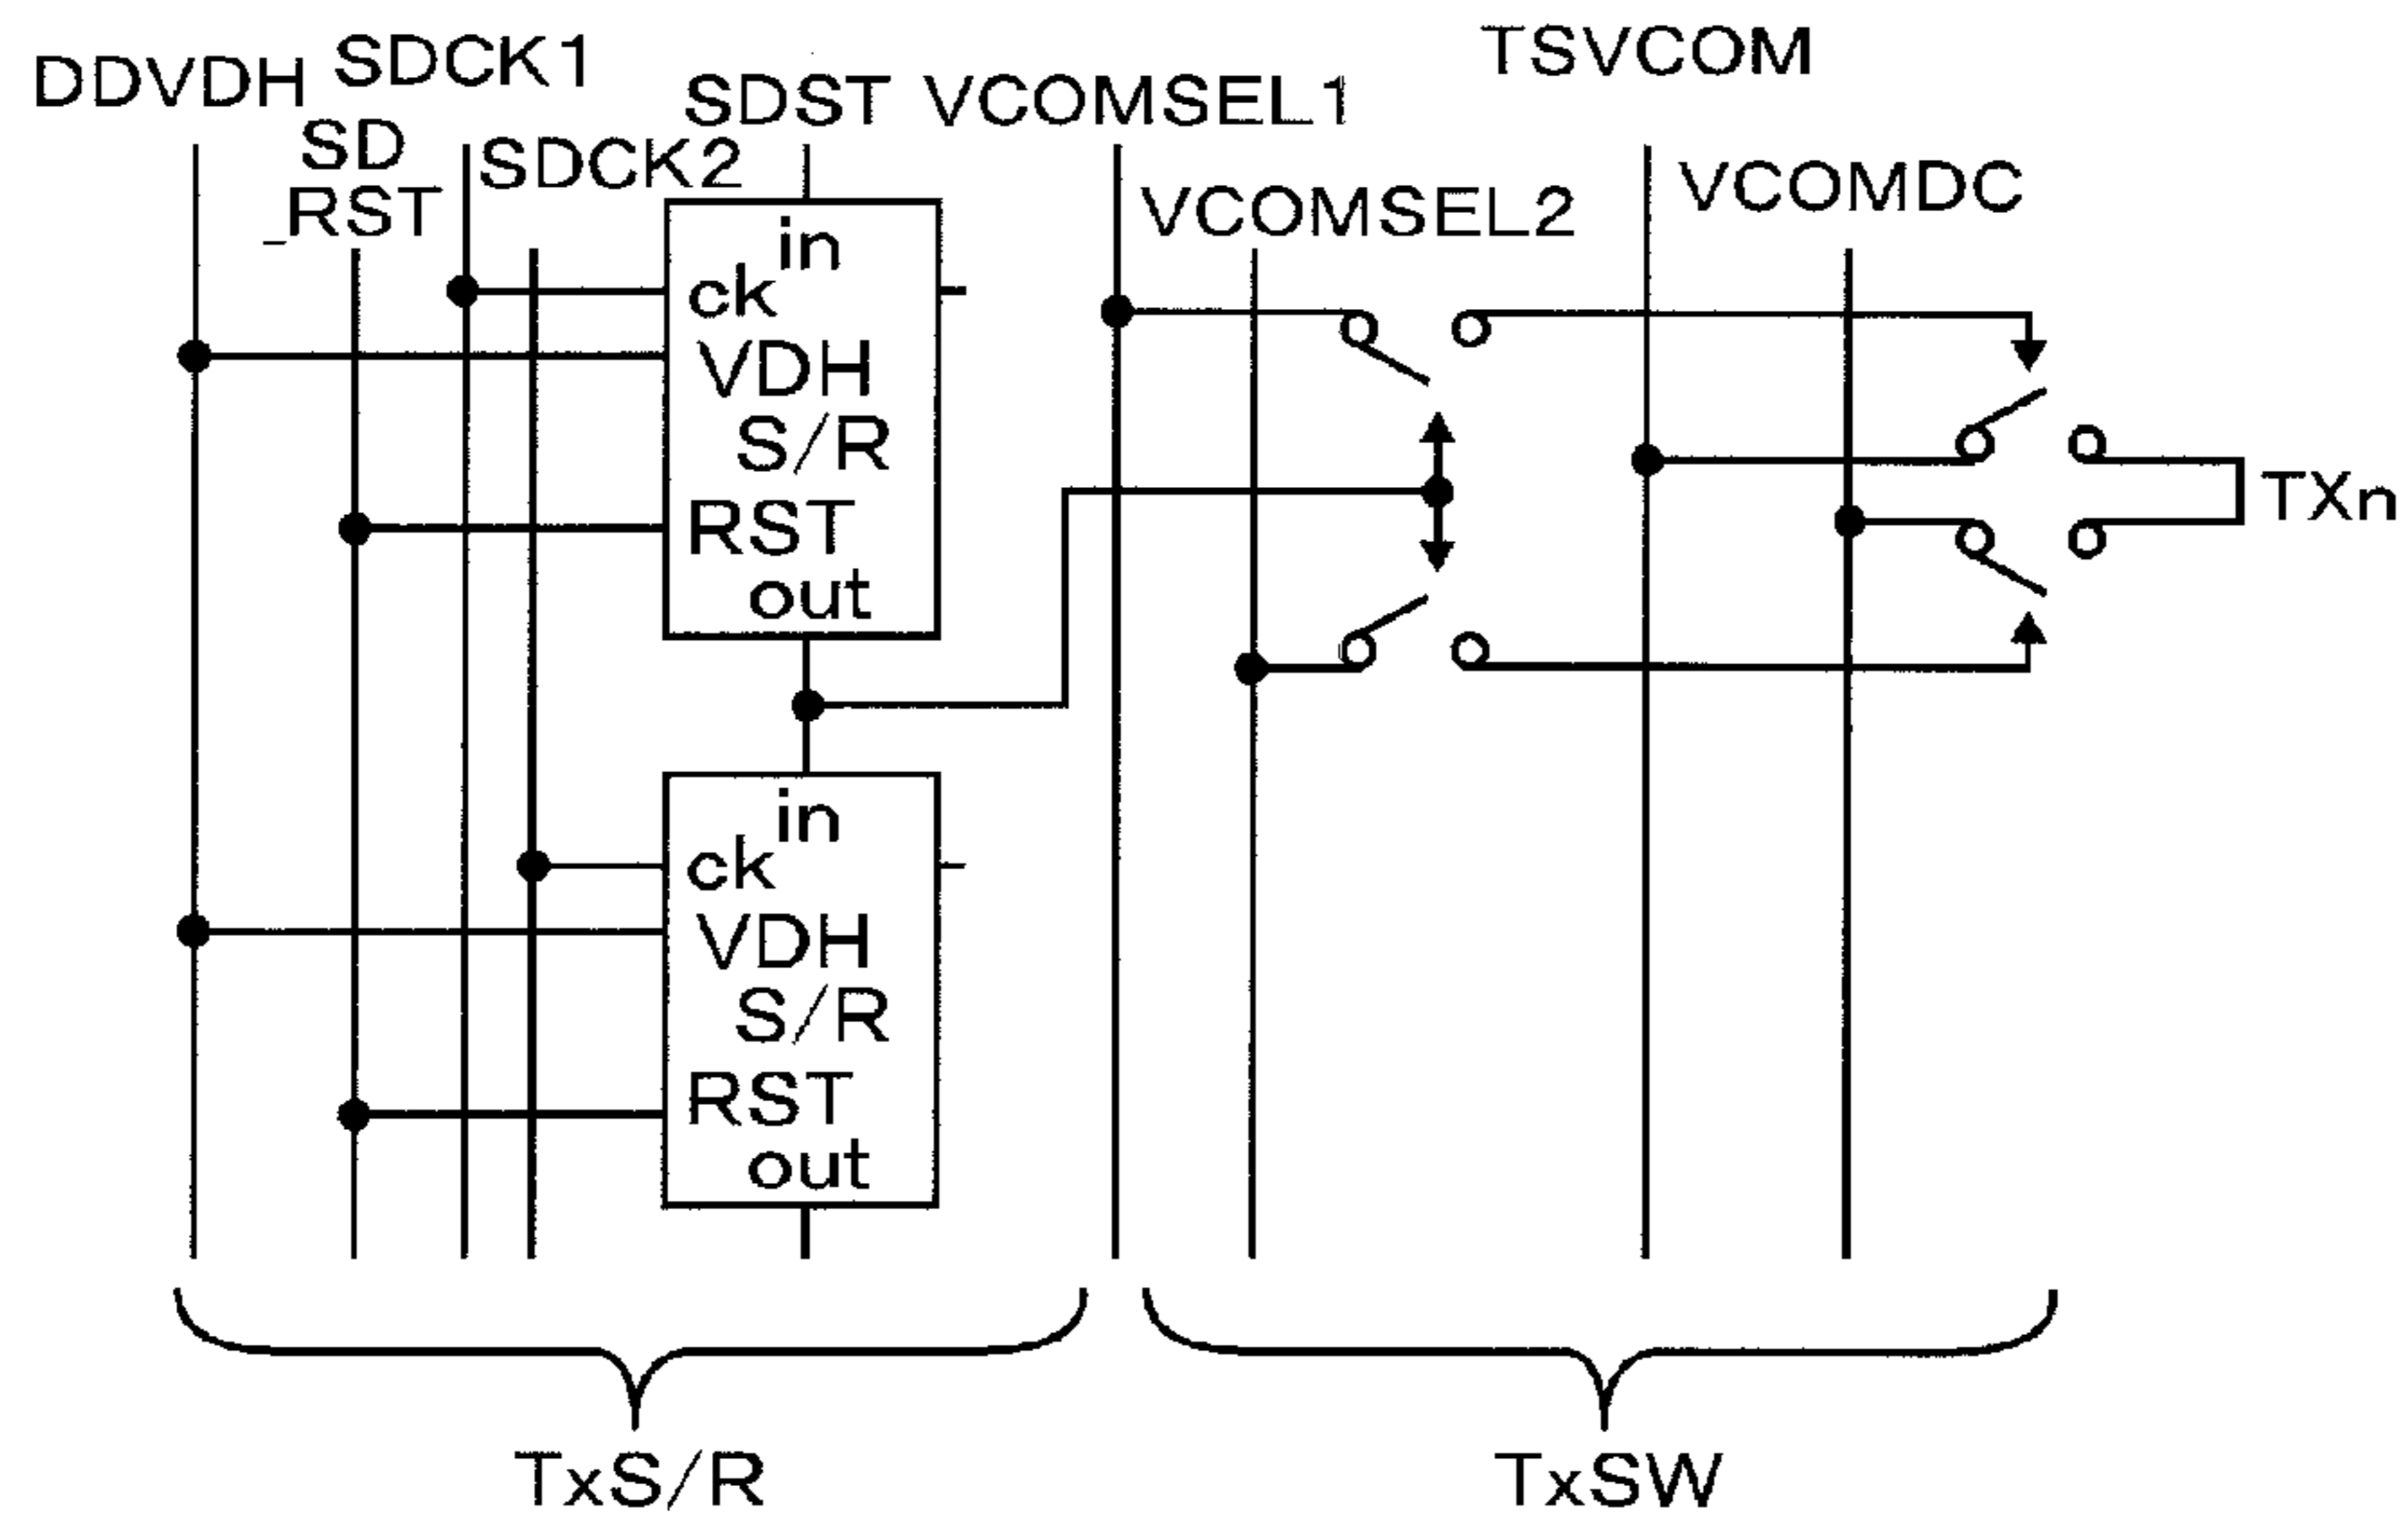 DDVDH
SDCK1
SD
_RST
SDCK2
SDST
VCOMSEL1
VCOMSEL2
TSVCOM
VCOMDC
in
ck
VDH
S/R
RST
out
TXn
in
ck
VDH
S/R
RST
out
TxS/R
TxSW